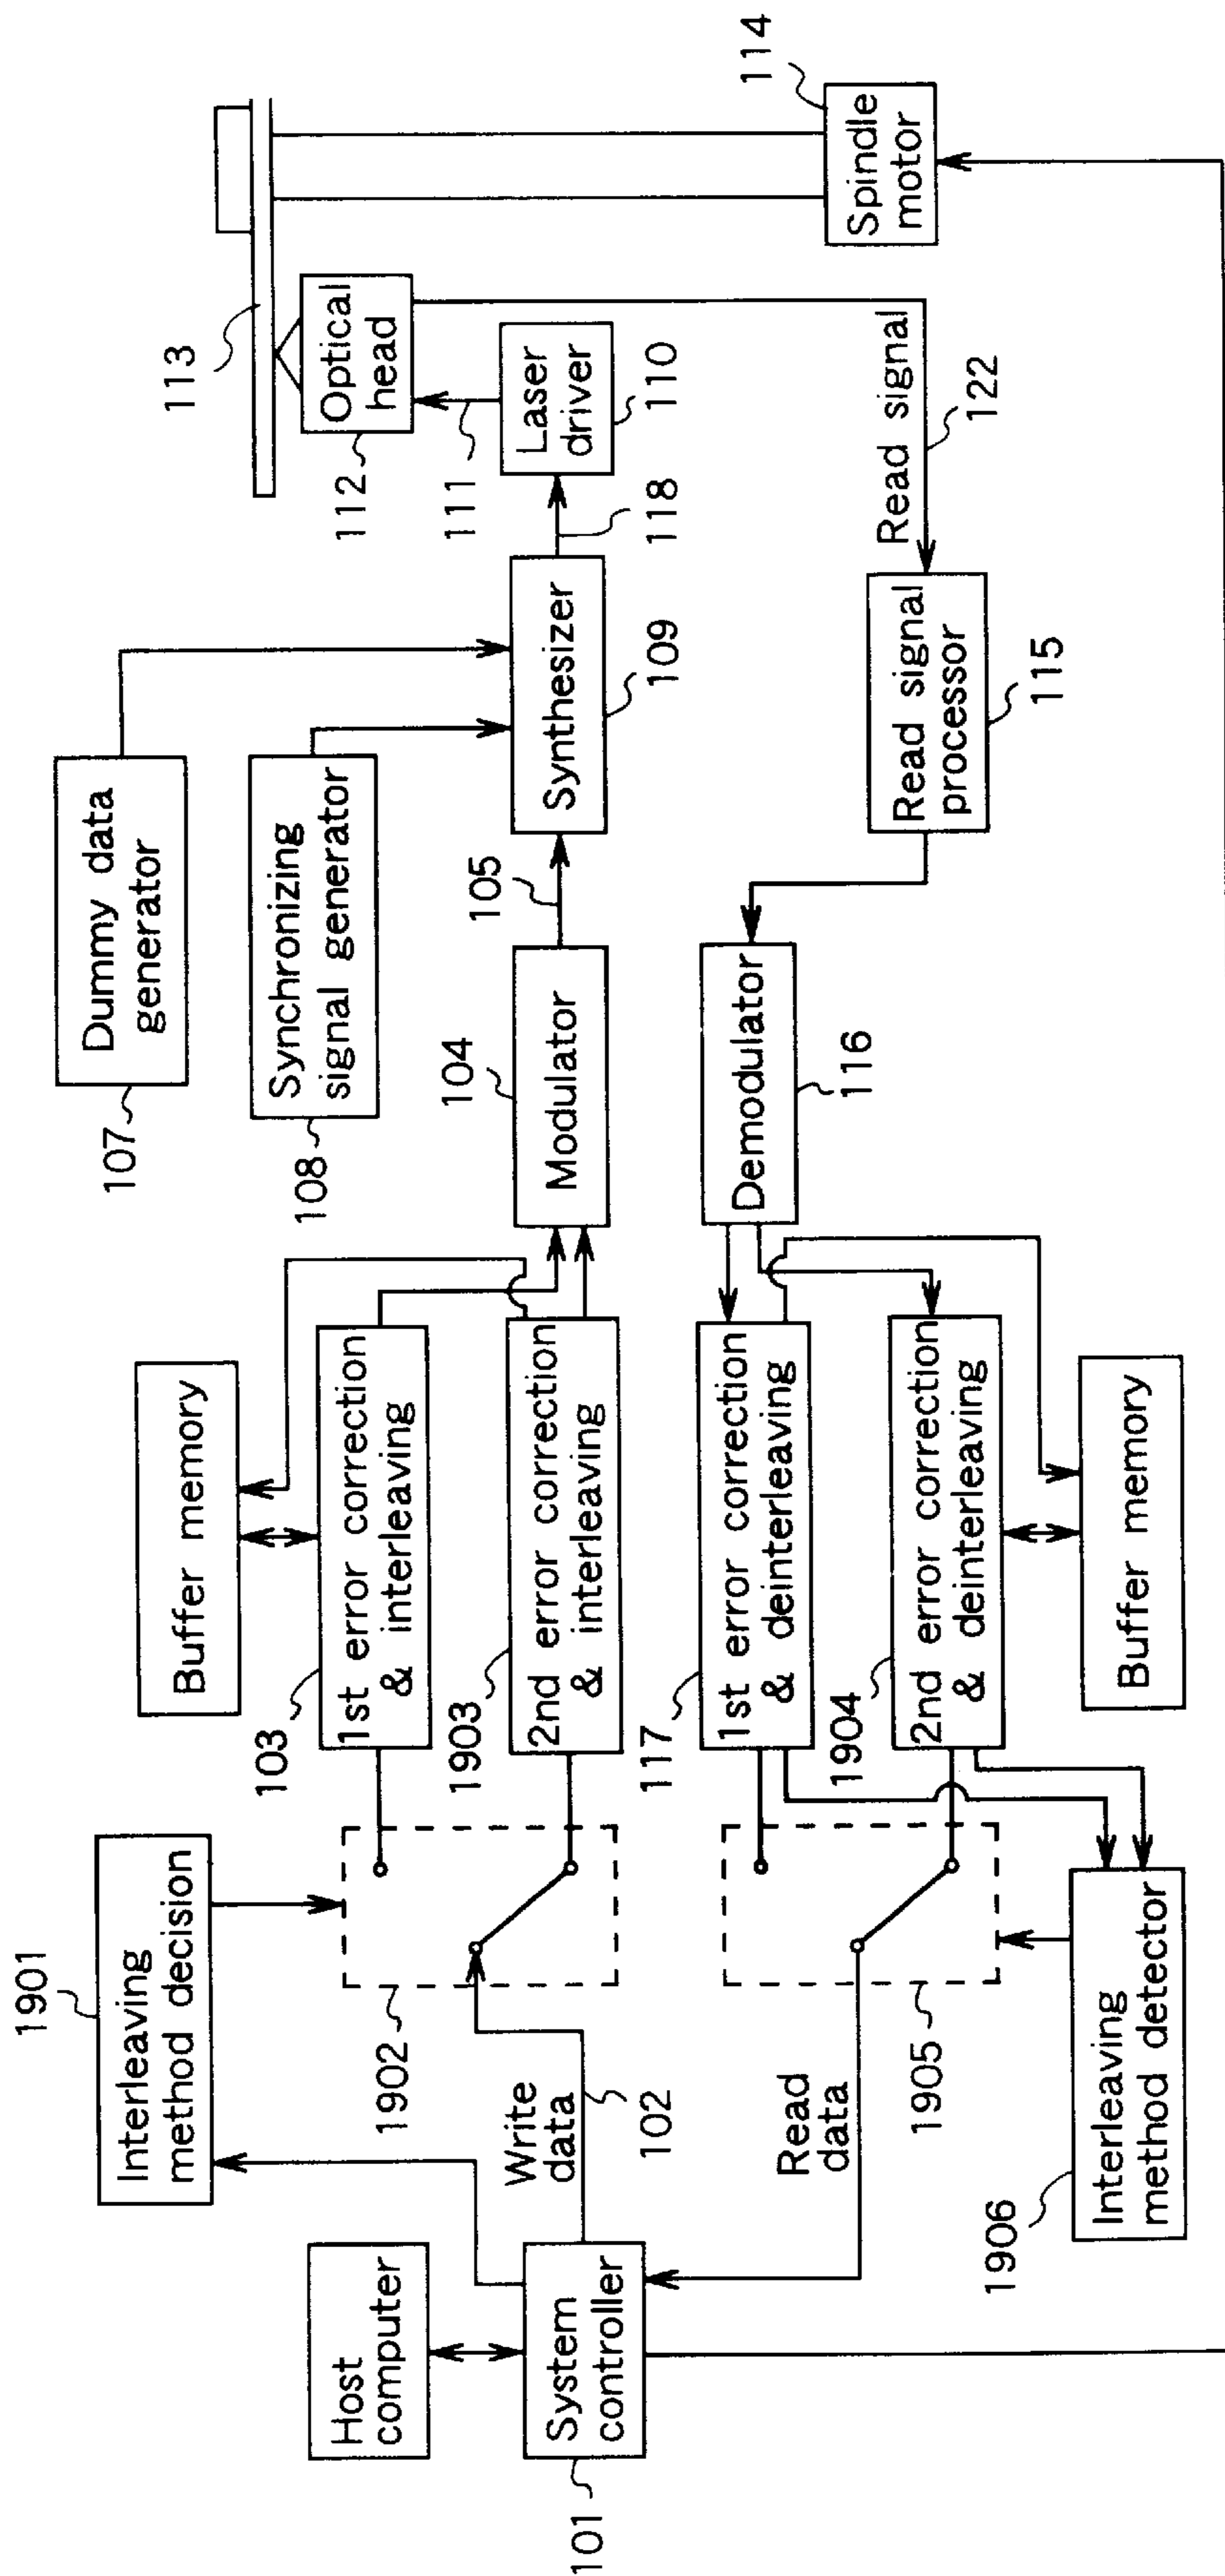 1901
Interleaving
method decision
Buffer memory
107
Dummy data
generator
Host
computer
103
1st error correction
& interleaving
108
Synchronizing
signal generator
113
1902
1903
2nd error correction
& interleaving
104
Modulator
105
Synthesizer
109
118
Laser
driver
110
111
112
Optical
head
114
Spindle
motor
101
System
controller
Write
data
102
Read
data
117
1st error correction
& deinterleaving
Demodulator
116
Read signal
processor
115
Read signal
122
1904
2nd error correction
& deinterleaving
1905
1906
Interleaving
method detector
Buffer memory